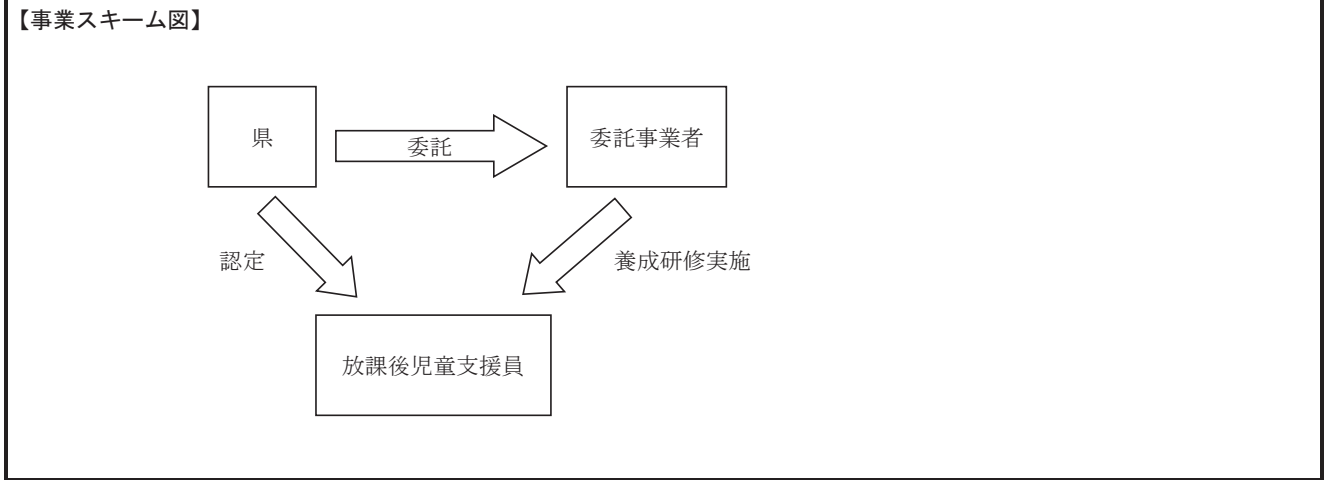 【事業スキーム図】
県
委託
委託事業者
認定
養成研修実施
放課後児童支援員